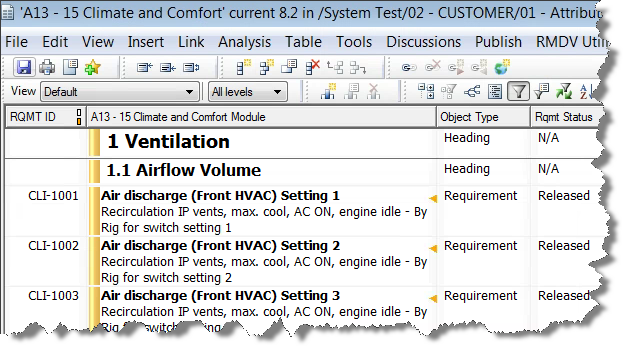 'A13 - 15 Climate and Comfort' current 8.2 in /System Test/02 - CUSTOMER/01 - Attribut
File Edit View Insert Link Analysis Table Tools Discussions Publish RMDV Utili
View Default All levels
RQMT ID A13 - 15 Climate and Comfort Module Object Type Rqmt Status
1 Ventilation Heading N/A
1.1 Airflow Volume Heading N/A
CLI-1001 Air discharge (Front HVAC) Setting 1 Requirement Released
Recirculation IP vents, max. cool, AC ON, engine idle - By
Rig for switch setting 1
CLI-1002 Air discharge (Front HVAC) Setting 2 Requirement Released
Recirculation IP vents, max. cool, AC ON, engine idle - By
Rig for switch setting 2
CLI-1003 Air discharge (Front HVAC) Setting 3 Requirement Released
Recirculation IP vents, max. cool, AC ON, engine idle - By
Rig for switch setting